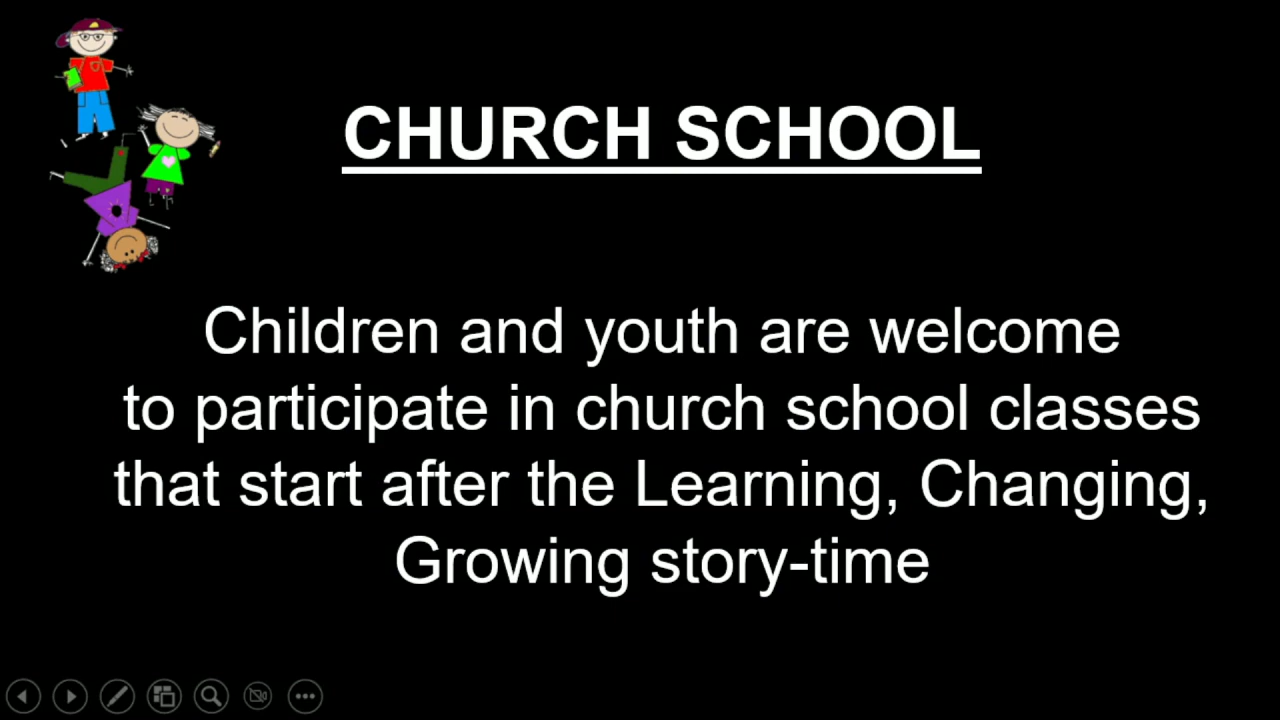 CHURCH SCHOOL
Children and youth are welcome
to participate in church school classes
that start after the Learning, Changing,
Growing story-time